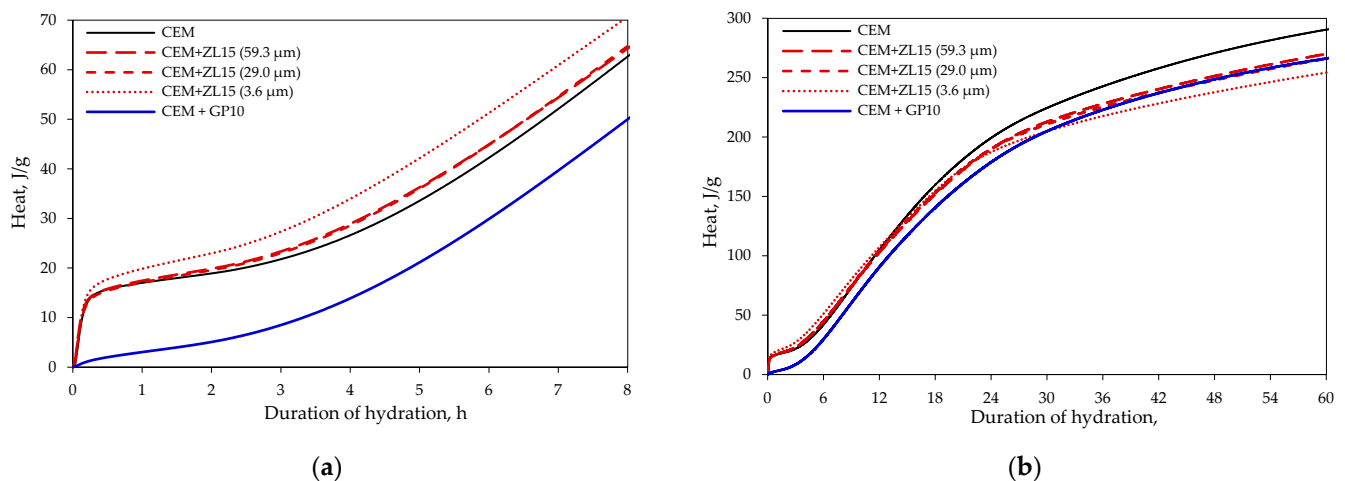 70
60
50
40
30
20
10
0
Heat, J/g
CEM
CEM+ZL15 (59.3 μm)
CEM+ZL15 (29.0 μm)
CEM+ZL15 (3.6 μm)
CEM + GP10
0 1 2 3 4 5 6 7 8
Duration of hydration, h
(a)
300
250
200
150
100
50
0
Heat, J/g
CEM
CEM+ZL15 (59.3 μm)
CEM+ZL15 (29.0 μm)
CEM+ZL15 (3.6 μm)
CEM + GP10
0 6 12 18 24 30 36 42 48 54 60
Duration of hydration,
(b)